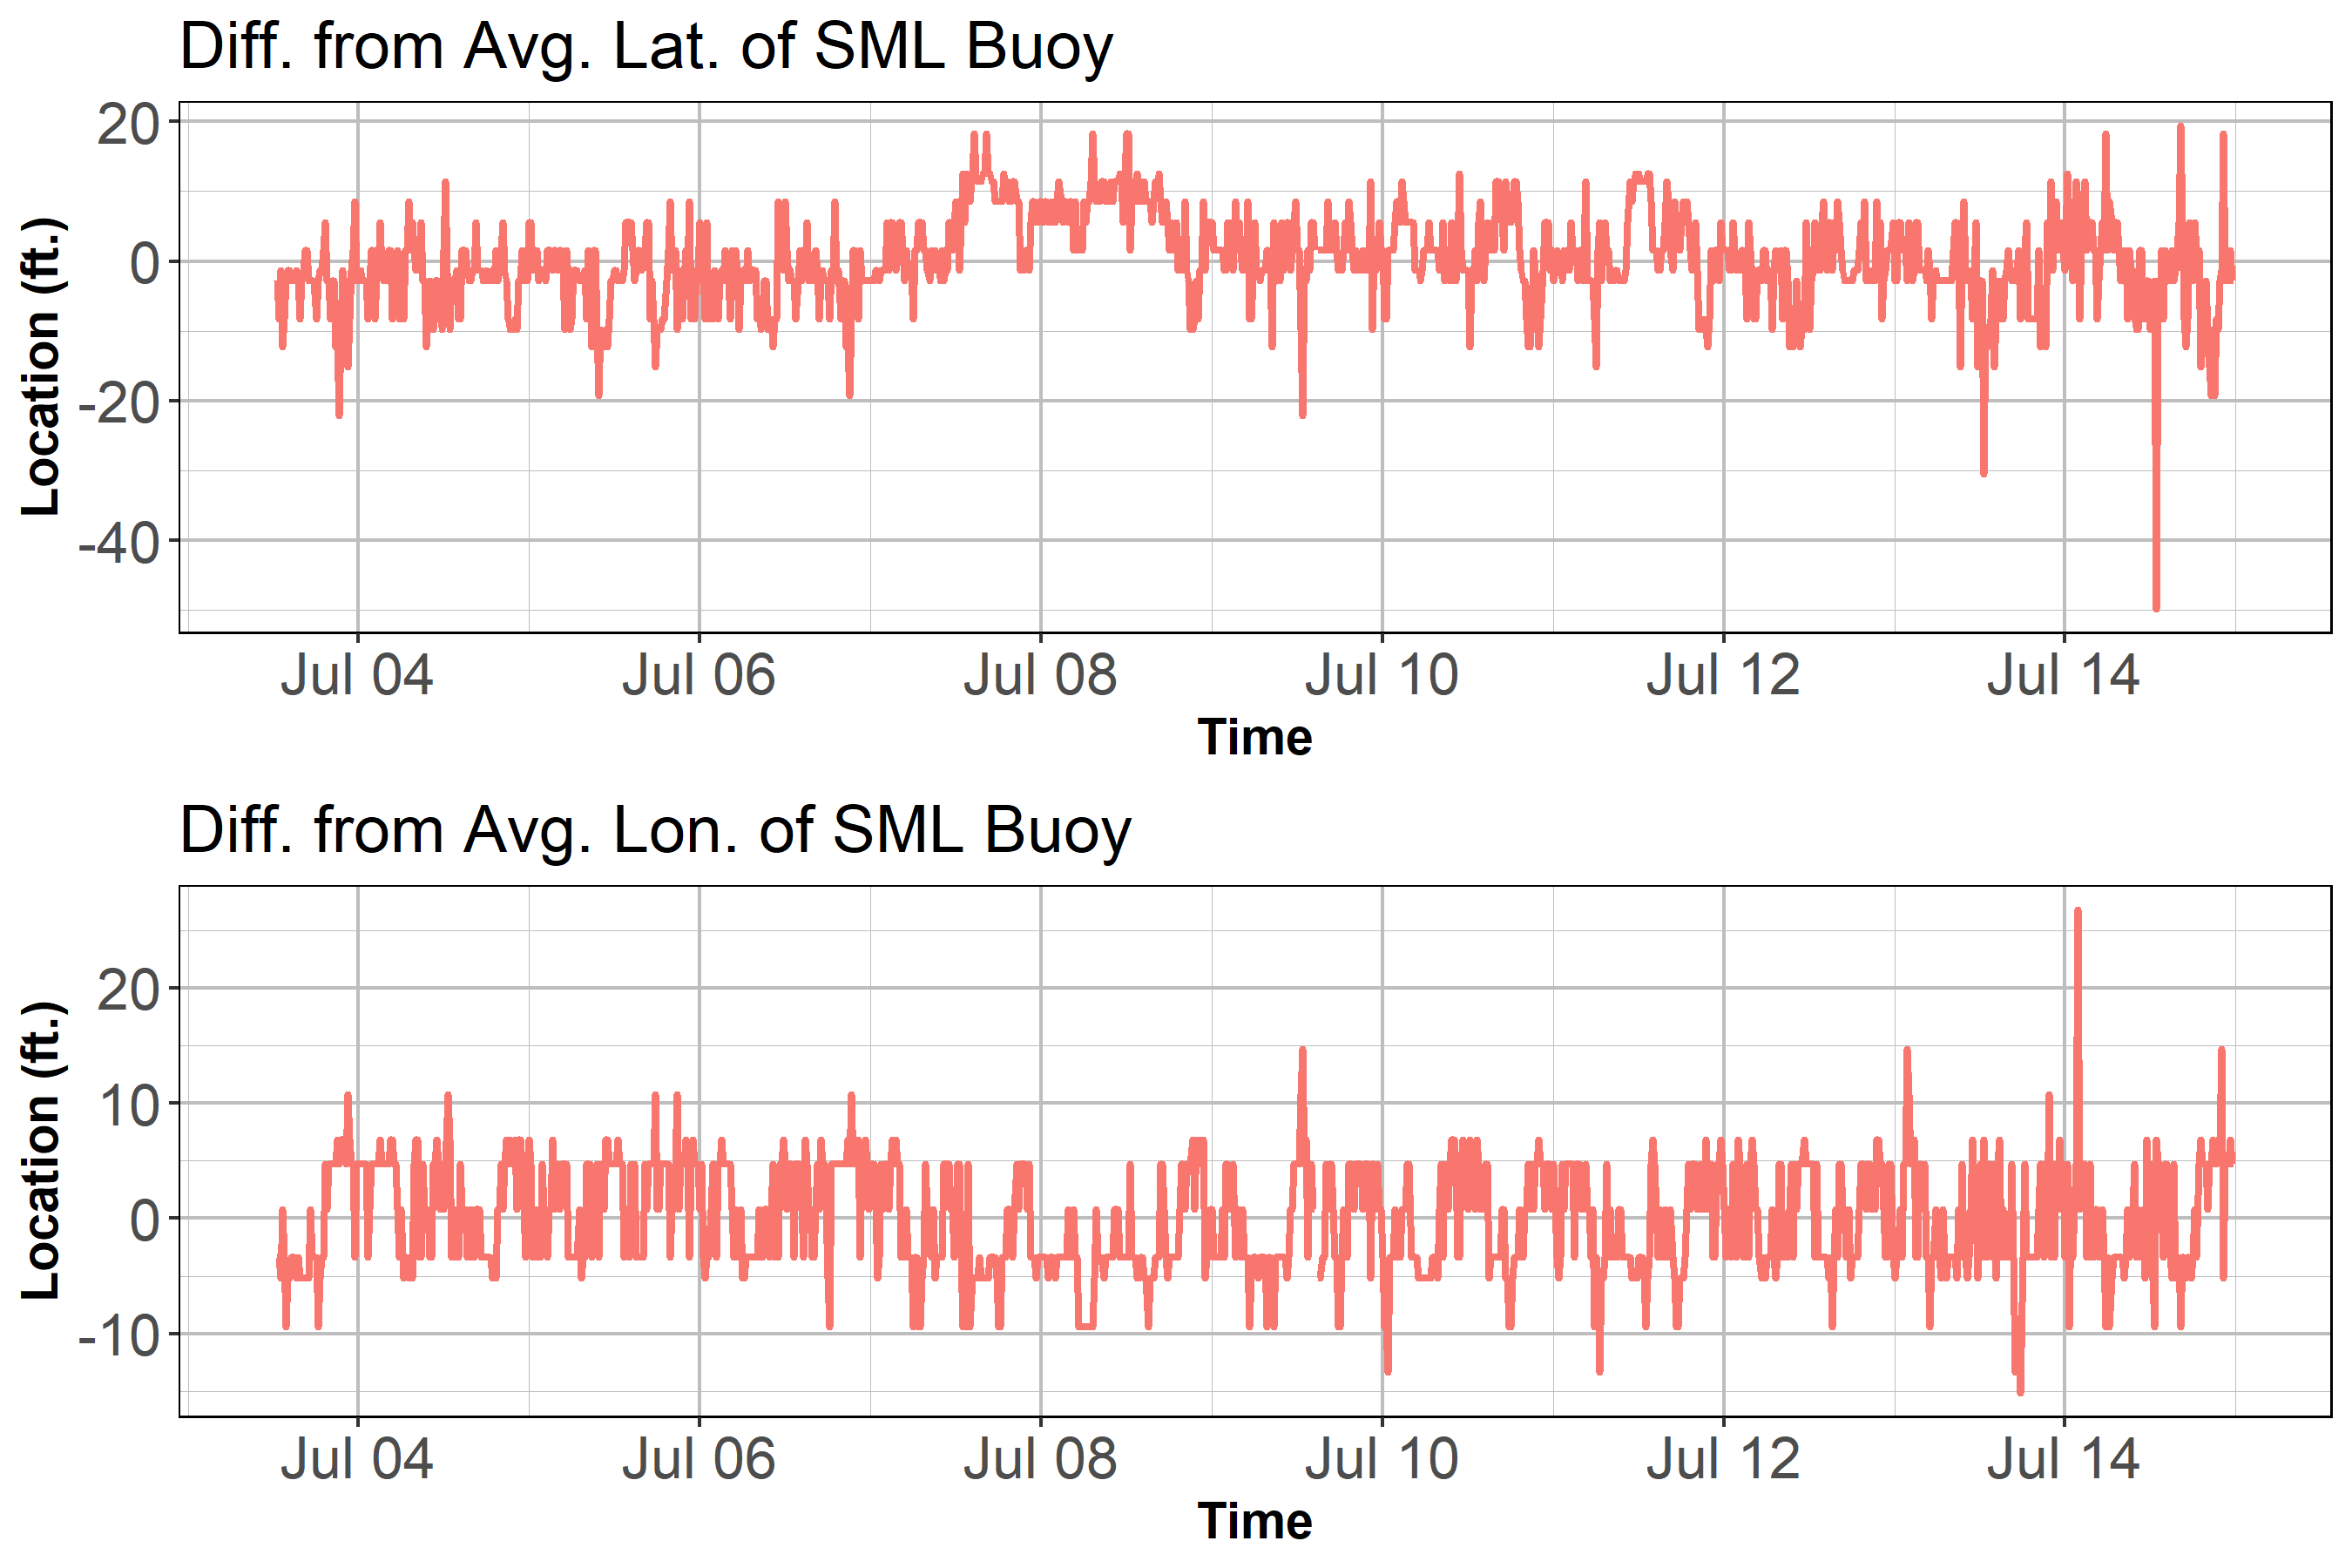 Diff. from Avg. Lat. of SML Buoy
Location (ft.)
20
0
-20
-40
Jul 04 Jul 06 Jul 08 Jul 10 Jul 12 Jul 14
Time
Diff. from Avg. Lon. of SML Buoy
Location (ft.)
20
10
0
-10
Jul 04 Jul 06 Jul 08 Jul 10 Jul 12 Jul 14
Time